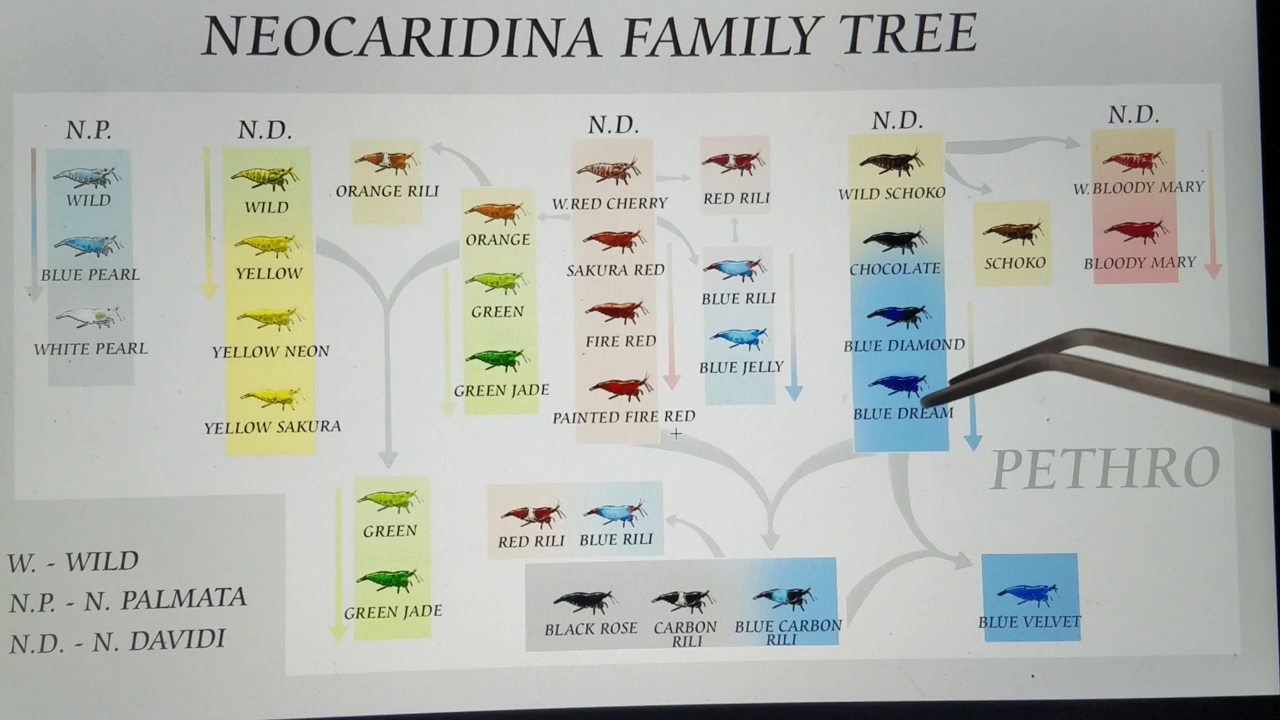 NEOCARIDINA FAMILY TREE
N.P.
WILD
BLUE PEARL
WHITE PEARL
N.D.
WILD
YELLOW
YELLOW NEON
YELLOW SAKURA
ORANGE RILI
ORANGE
GREEN
GREEN JADE
N.D.
W.RED CHERRY
SAKURA RED
FIRE RED
PAINTED FIRE RED
+
RED RILI
BLUE RILI
BLUE JELLY
N.D.
WILD SCHOKO
CHOCOLATE
BLUE DIAMOND
BLUE DREAM
SCHOKO
N.D.
W.BLOODY MARY
BLOODY MARY
PETHRO
GREEN
GREEN JADE
RED RILI
BLUE RILI
BLACK ROSE
CARBON
RILI
BLUE CARBON
RILI
BLUE VELVET
W. - WILD
N.P. - N. PALMATA
N.D. - N. DAVIDI